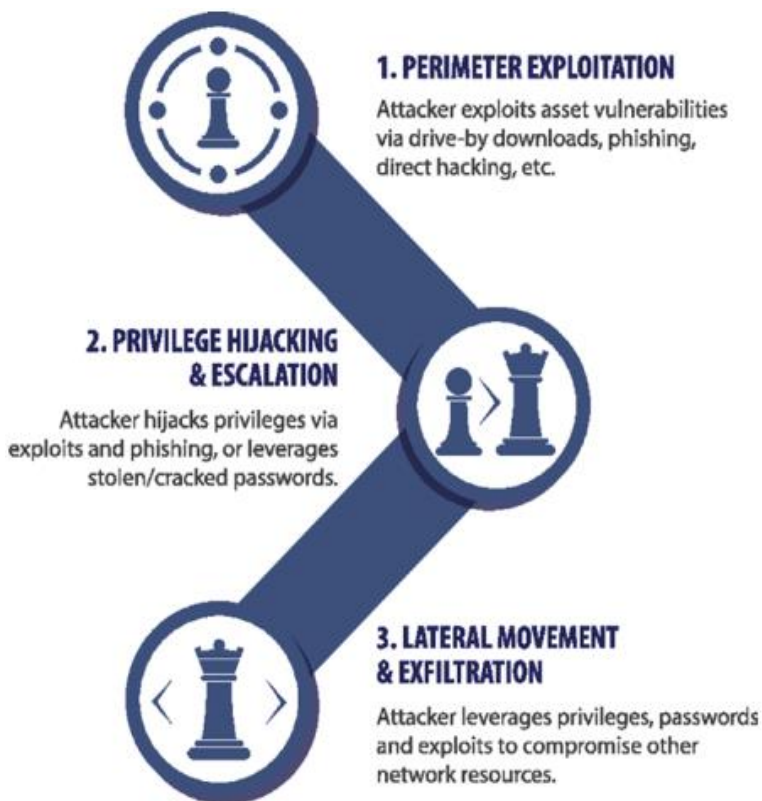 1. PERIMETER EXPLOITATION
Attacker exploits asset vulnerabilities
via drive-by downloads, phishing,
direct hacking, etc.
2. PRIVILEGE HIJACKING
& ESCALATION
Attacker hijacks privileges via
exploits and phishing, or leverages
stolen/cracked passwords.
3. LATERAL MOVEMENT
& EXFILTRATION
Attacker leverages privileges, passwords
and exploits to compromise other
network resources.